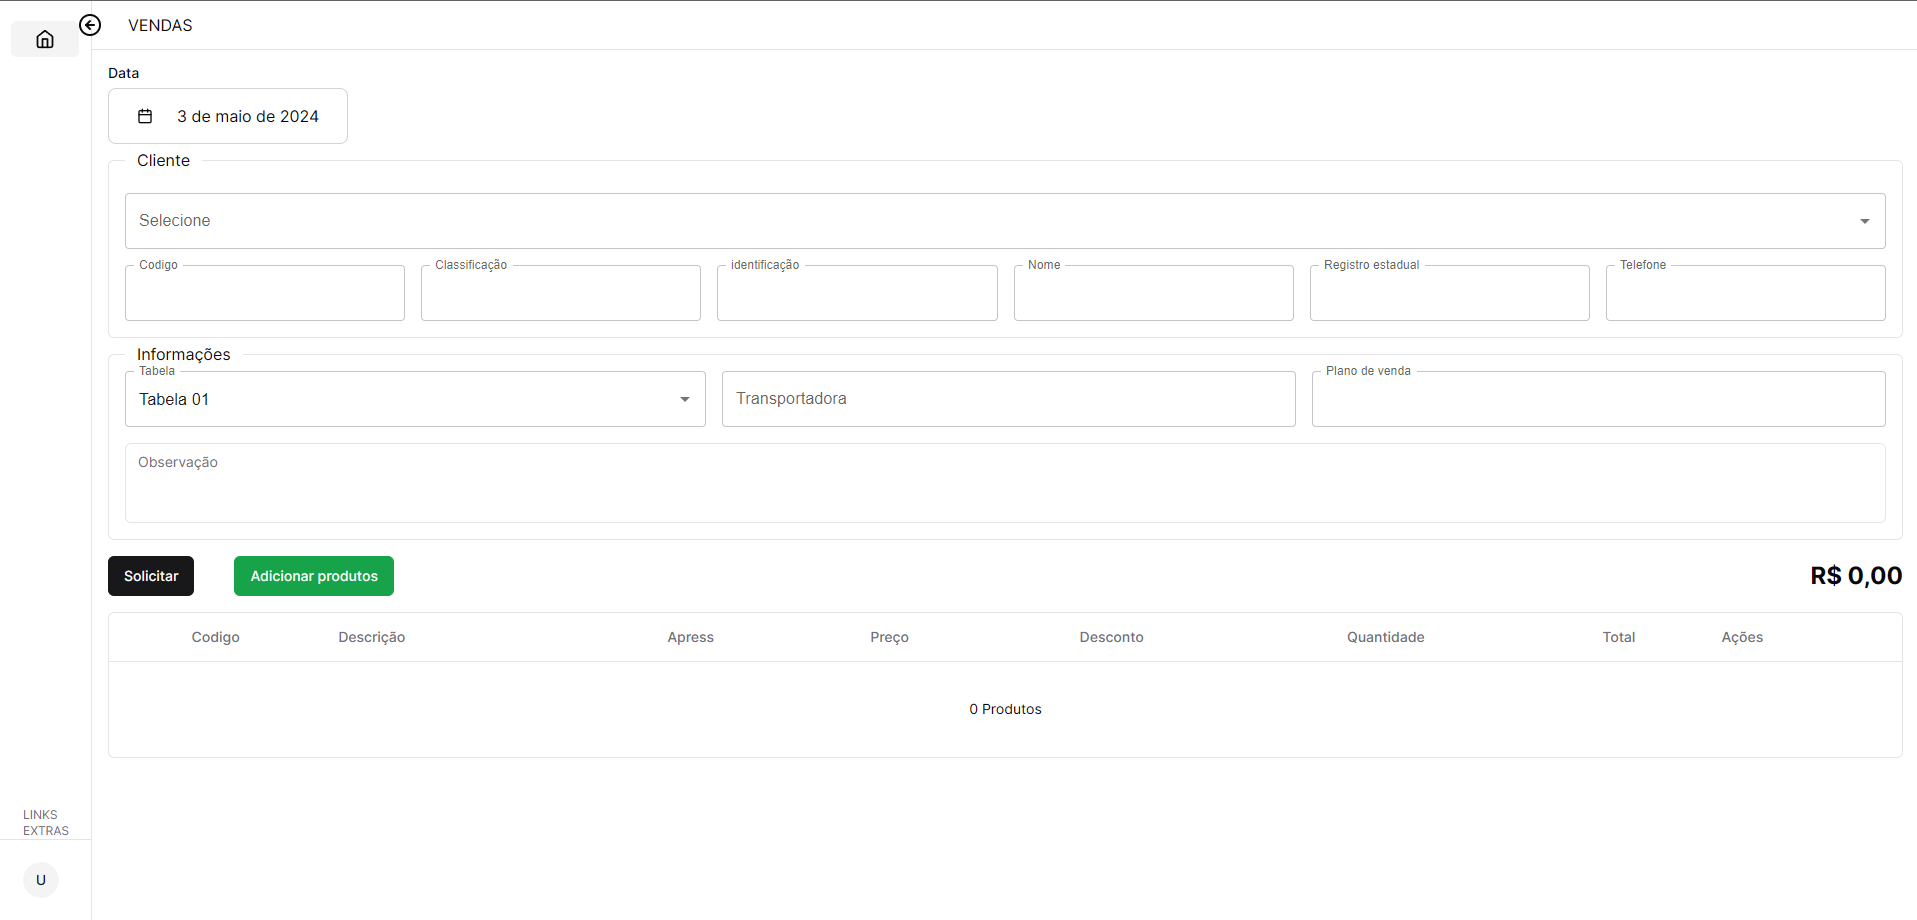 VENDAS
Data
3 de maio de 2024
Cliente
Selecione
Codigo Classificação identificação Nome Registro estadual Telefone
Informações
Tabela Plano de venda
Tabela 01 Transportadora
Observação
Solicitar Adicionar produtos R$ 0,00
Codigo Descrição Apress Preço Desconto Quantidade Total Ações
0 Produtos
LINKS
EXTRAS
U